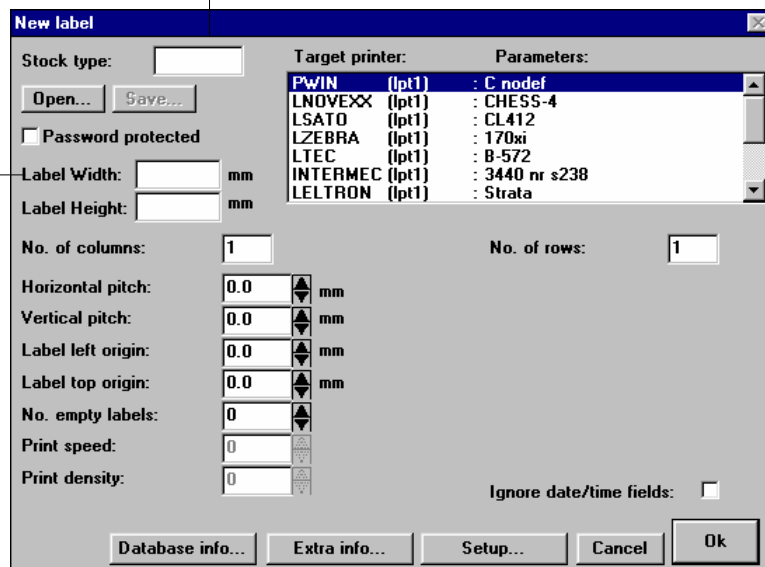 New label
Stock type: Target printer: Parameters:
PWIN (lpt1) : C nodef
LNOVEXX (lpt1) : CHESS-4
LSATO (lpt1) : CL412
LZEBRA (lpt1) : 170xi
LTEC (lpt1) : B-572
INTERMEC (lpt1) : 3440 nr s238
LELTRON (lpt1) : Strata
Open... Save...
Password protected
Label Width: mm
Label Height: mm
No. of columns: 1 No. of rows: 1
Horizontal pitch: 0.0 mm
Vertical pitch: 0.0 mm
Label left origin: 0.0 mm
Label top origin: 0.0 mm
No. empty labels: 0
Print speed: 0
Print density: 0
Ignore date/time fields:
Database info... Extra info... Setup... Cancel Ok